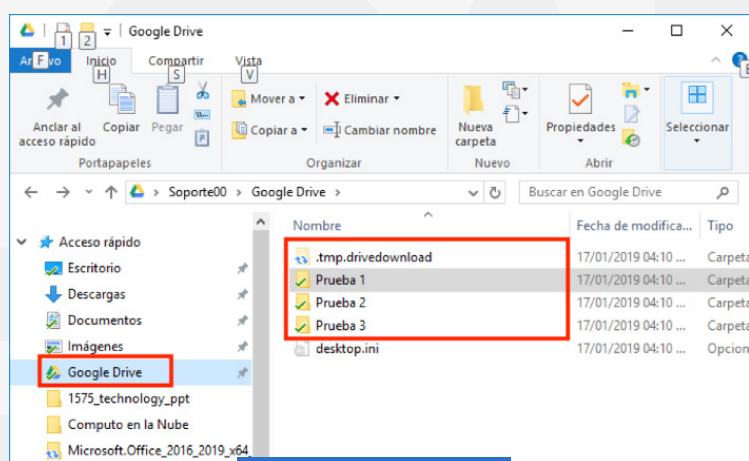 Google Drive
1
2
Ar F vo
Inicio
H
Compartir
S
Vista
V
Anclar al
acceso rápido
Copiar
Pegar
Mover a
Copiar a
Eliminar
Cambiar nombre
Nueva
carpeta
Propiedades
Seleccionar
Portapapeles
Organizar
Nuevo
Abrir
Soporte00 > Google Drive >
Buscar en Google Drive
Nombre
Fecha de modifica...
Tipo
Acceso rápido
Escritorio
Descargas
Documentos
Imágenes
Google Drive
1575_technology_ppt
Computo en la Nube
Microsoft.Office_2016_2019_x64_
.tmp.drivedownload 17/01/2019 04:10 ... Carpeta
Prueba 1 17/01/2019 04:10 ... Carpeta
Prueba 2 17/01/2019 04:10 ... Carpeta
Prueba 3 17/01/2019 04:10 ... Carpeta
desktop.ini 17/01/2019 04:10 ... Opcion